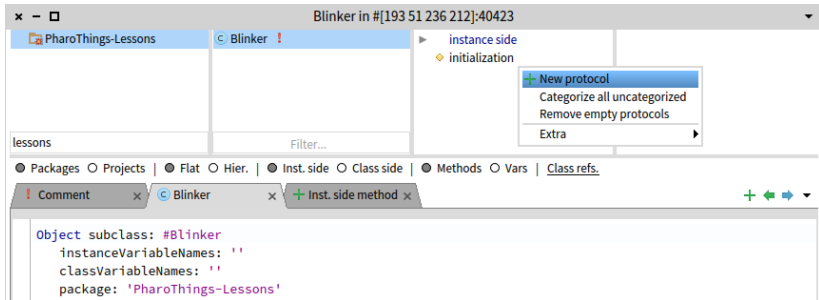 Blinker in #[193 51 236 212]:40423
PharoThings-Lessons
Blinker !
instance side
initialization
New protocol
Categorize all uncategorized
Remove empty protocols
Extra
lessons
Filter...
Packages Projects | Flat Hier. | Inst. side Class side | Methods Vars | Class refs.
! Comment x Blinker x + Inst. side method x
Object subclass: #Blinker
instanceVariableNames: ''
classVariableNames: ''
package: 'PharoThings-Lessons'